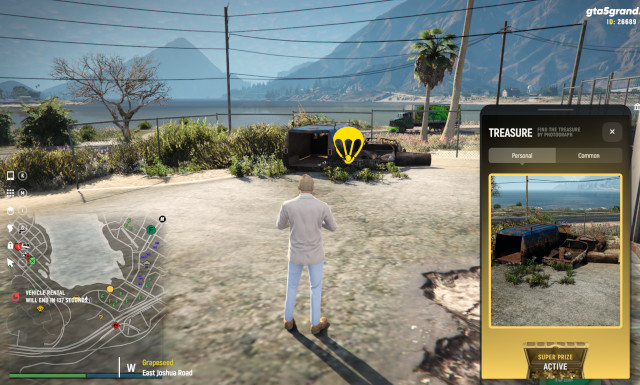 gta5grand.
ID: 26689
TREASURE
FIND THE TREASURE
BY PHOTOGRAPH
Personal
Common
VEHICLE RENTAL
WILL END IN 137 SECONDS
W
Grapeseed
East Joshua Road
SUPER PRIZE
ACTIVE